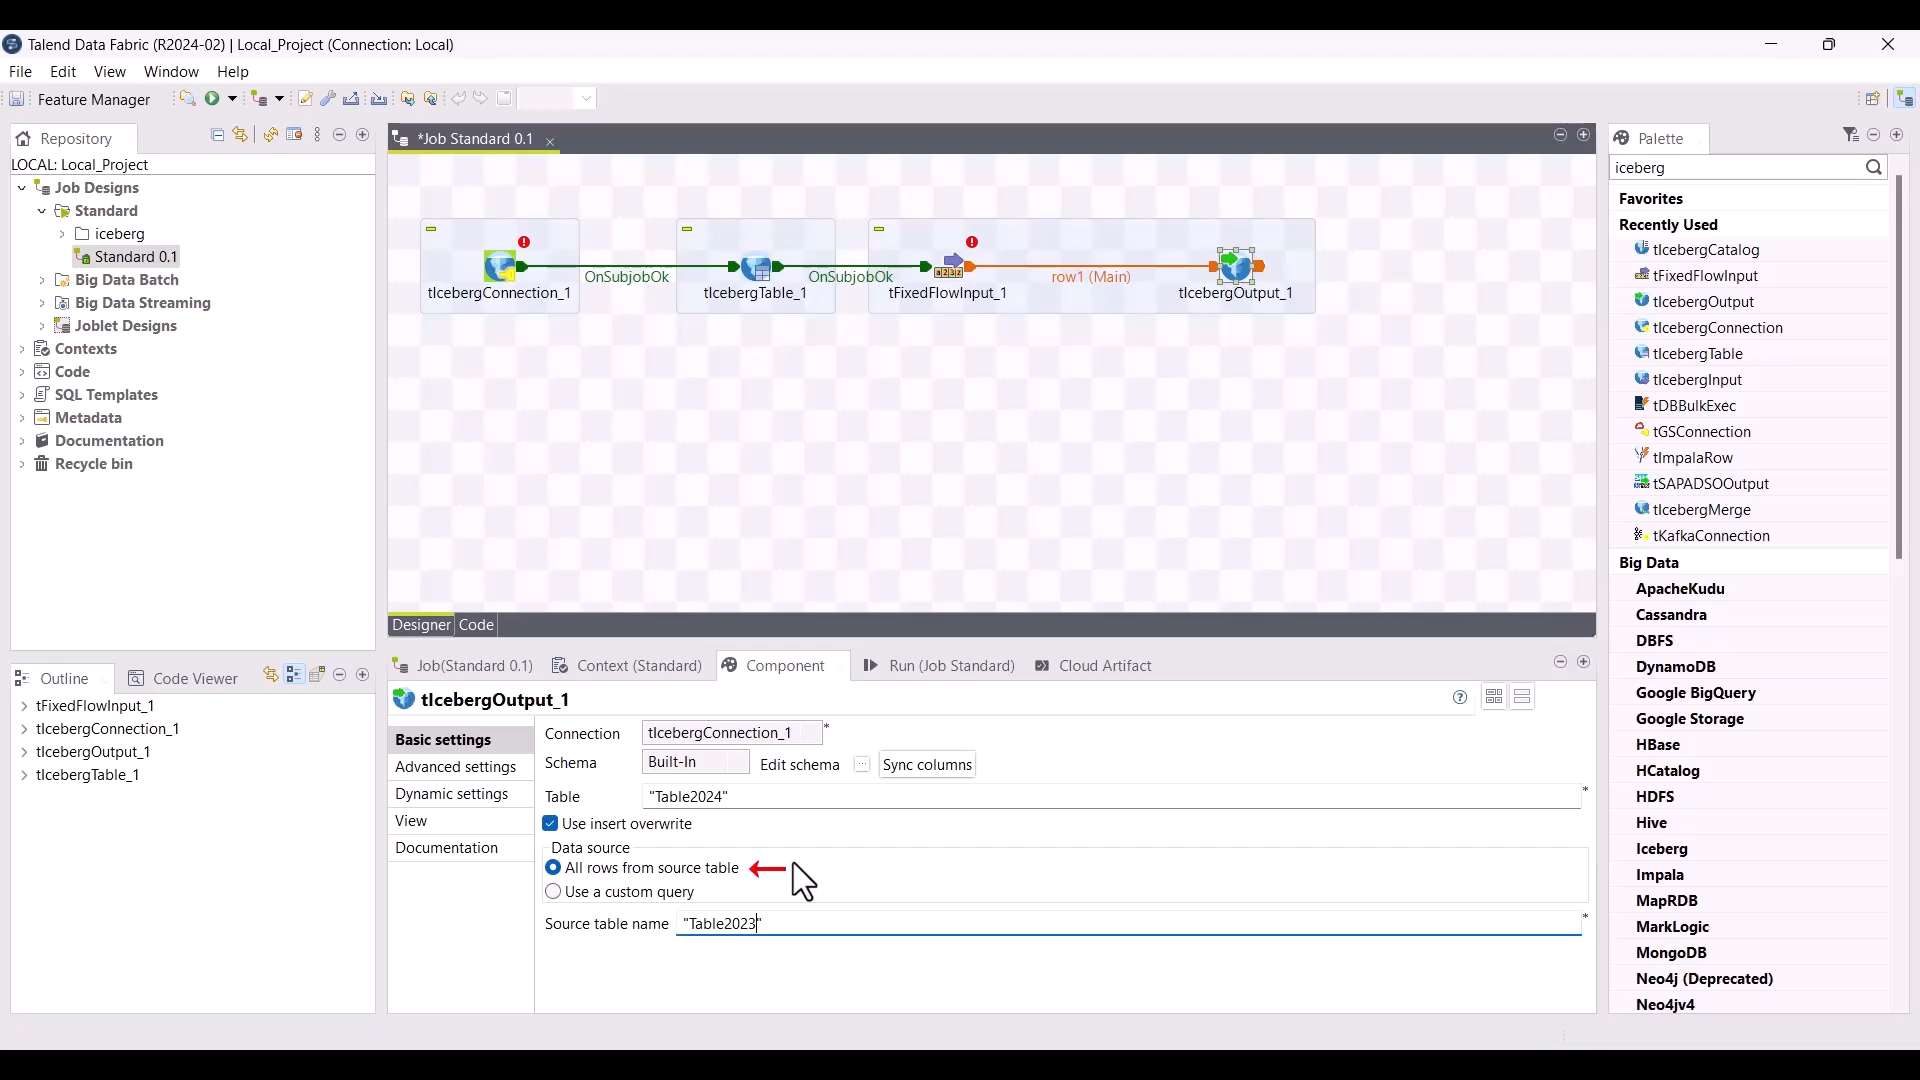 Talend Data Fabric (R2024-02) | Local_Project (Connection: Local)
File Edit View Window Help
Feature Manager
Repository
LOCAL: Local_Project
Job Designs
Standard
iceberg
Standard 0.1
Big Data Batch
Big Data Streaming
Joblet Designs
Contexts
Code
SQL Templates
Metadata
Documentation
Recycle bin
Outline
Code Viewer
tFixedFlowInput_1
tIcebergConnection_1
tIcebergOutput_1
tIcebergTable_1
*Job Standard 0.1
tIcebergConnection_1
OnSubjobOk
tIcebergTable_1
OnSubjobOk
tFixedFlowInput_1
row1 (Main)
tIcebergOutput_1
Designer Code
Job(Standard 0.1) Context (Standard) Component Run (Job Standard) Cloud Artifact
tIcebergOutput_1
Basic settings
Advanced settings
Dynamic settings
View
Documentation
Connection tIcebergConnection_1 *
Schema Built-In Edit schema ... Sync columns
Table "Table2024" *
Use insert overwrite
Data source
All rows from source table
Use a custom query
Source table name "Table2023" *
Palette
iceberg
Favorites
Recently Used
tIcebergCatalog
tFixedFlowInput
tIcebergOutput
tIcebergConnection
tIcebergTable
tIcebergInput
tDBBulkExec
tGSConnection
tImpalaRow
tSAPADSOOutput
tIcebergMerge
tKafkaConnection
Big Data
ApacheKudu
Cassandra
DBFS
DynamoDB
Google BigQuery
Google Storage
HBase
HCatalog
HDFS
Hive
Iceberg
Impala
MapRDB
MarkLogic
MongoDB
Neo4j (Deprecated)
Neo4jv4